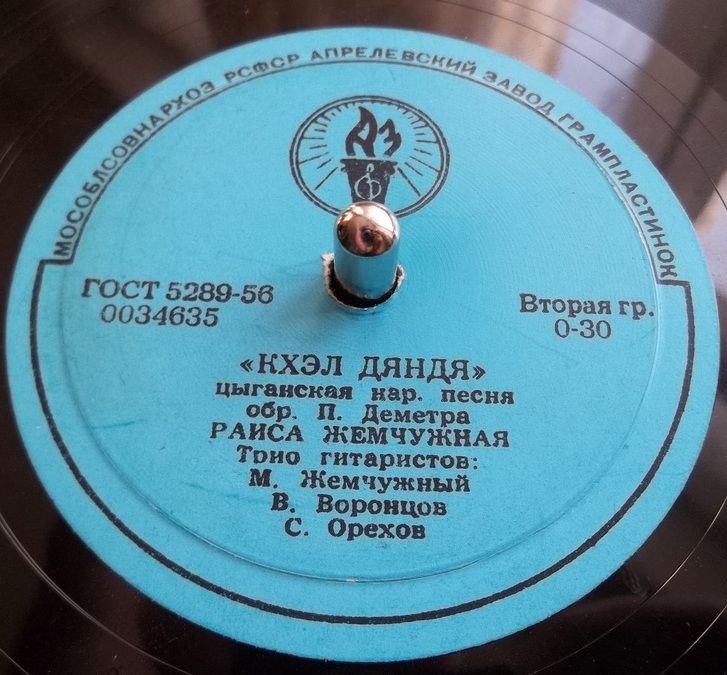 МОСОБЛСОВНАРХОЗ РСФСР АПРЕЛЕВСКИЙ ЗАВОД ГРАМПЛАСТИНОК
АЗ
ГОСТ 5289-56
0034635
Вторая гр.
0-30
«КХЭЛ ДЯНДЯ»
цыганская нар. песня
обр. П. Деметра
РАИСА ЖЕМЧУЖНАЯ
Трио гитаристов:
М. Жемчужный
В. Воронцов
С. Орехов